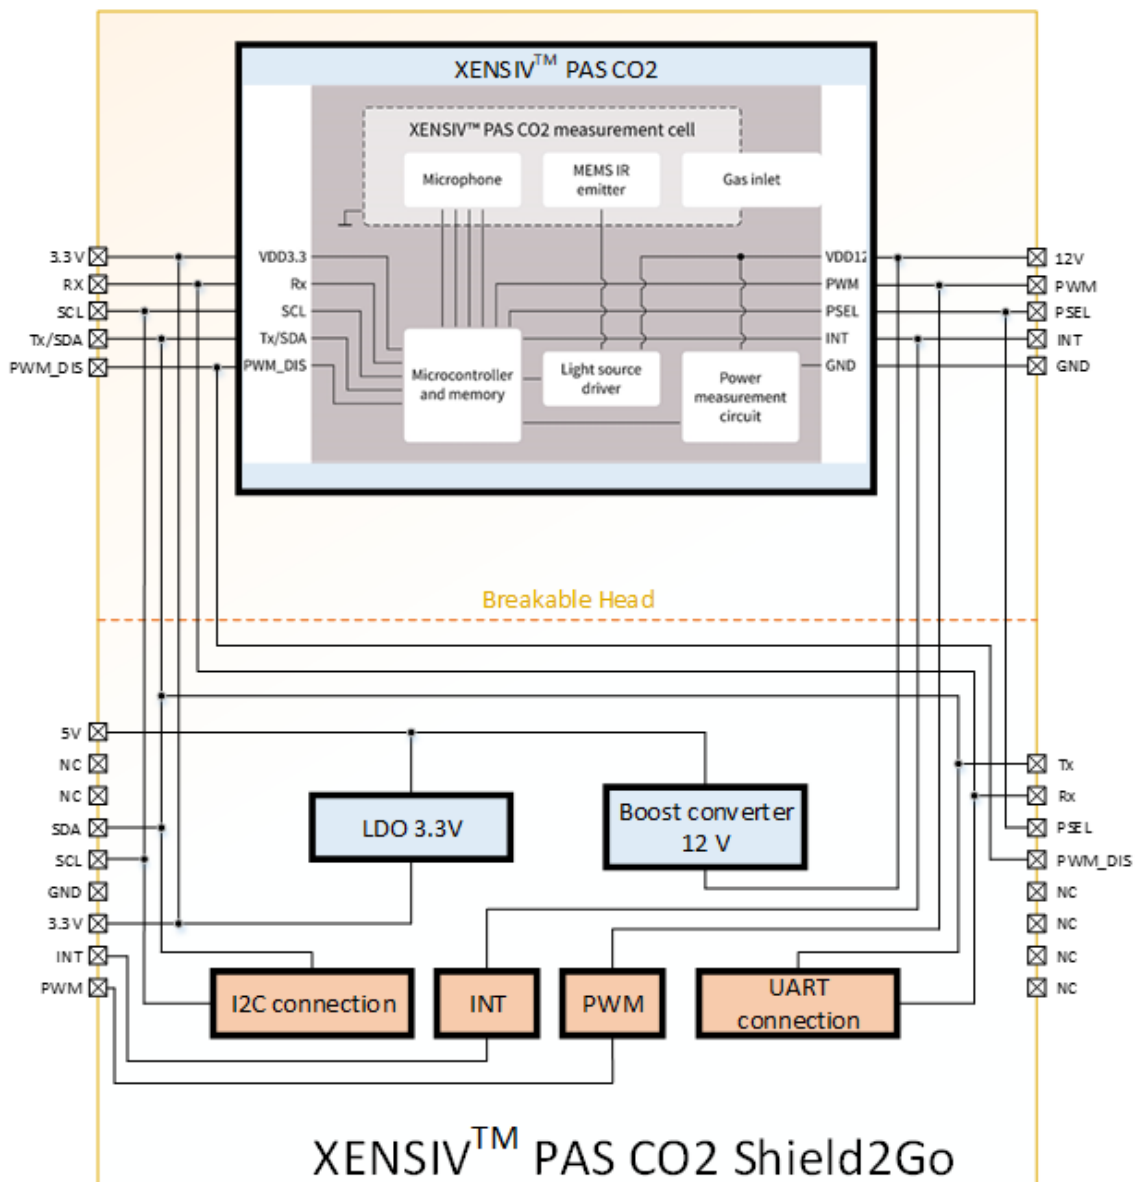 XENSIV™ PAS CO2
XENSIV™ PAS CO2 measurement cell
Microphone
MEMS IR
emitter
Gas inlet
3.3V
RX
SCL
Tx/SDA
PWM_DIS
VDD3.3
Rx
SCL
Tx/SDA
PWM_DIS
VDD12
PWM
PSEL
INT
GND
12V
PWM
PSEL
INT
GND
Microcontroller
and memory
Light source
driver
Power
measurement
circuit
Breakable Head
5V
NC
NC
SDA
SCL
GND
3.3V
INT
PWM
LDO 3.3V
Boost converter
12 V
Tx
Rx
PSEL
PWM_DIS
NC
NC
NC
NC
I2C connection
INT
PWM
UART
connection
XENSIV™ PAS CO2 Shield2Go